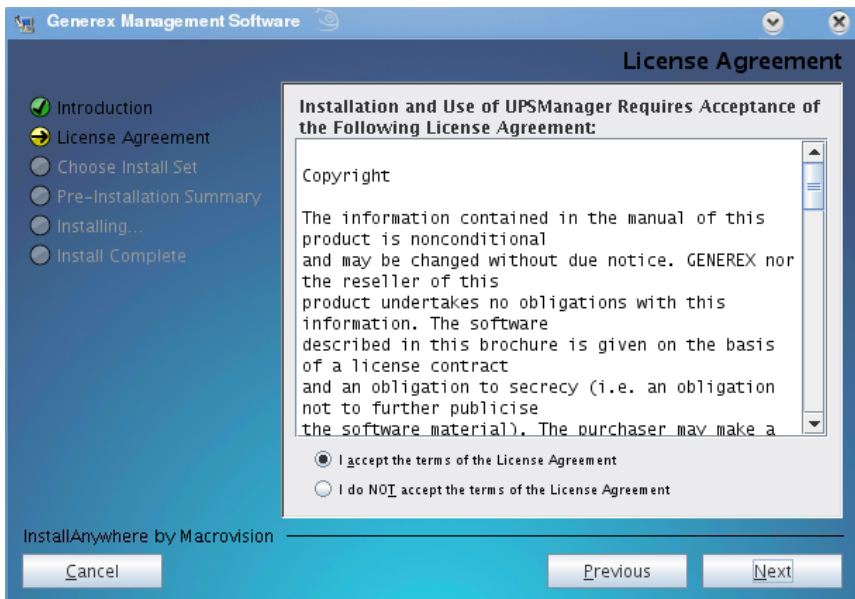 Generex Management Software
License Agreement
Introduction
License Agreement
Choose Install Set
Pre-Installation Summary
Installing...
Install Complete
Installation and Use of UPSManager Requires Acceptance of
the Following License Agreement:
Copyright
The information contained in the manual of this
product is nonconditional
and may be changed without due notice. GENEREX nor
the reseller of this
product undertakes no obligations with this
information. The software
described in this brochure is given on the basis
of a license contract
and an obligation to secrecy (i.e. an obligation
not to further publicise
the software material). The purchaser may make a
I accept the terms of the License Agreement
I do NOT accept the terms of the License Agreement
InstallAnywhere by Macrovision
Cancel
Previous
Next